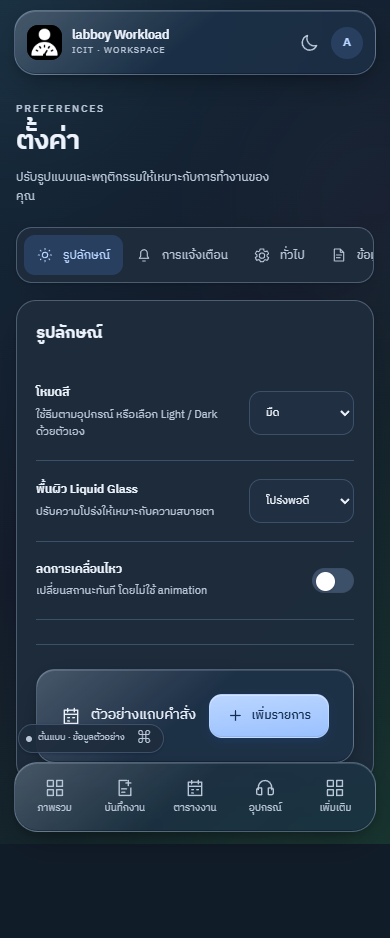 labboy Workload
ICIT · WORKSPACE
A
PREFERENCES
ตั้งค่า
ปรับรูปแบบและพฤติกรรมให้เหมาะกับการทำงานของ
คุณ
รูปลักษณ์
การแจ้งเตือน
ทั่วไป
รูปลักษณ์
โหมดสี
ใช้ธีมตามอุปกรณ์ หรือเลือก Light / Dark
ด้วยตัวเอง
มืด
พื้นผิว Liquid Glass
ปรับความโปร่งให้เหมาะกับความสบายตา
โปร่งพอดี
ลดการเคลื่อนไหว
เปลี่ยนสถานะทันที โดยไม่ใช้ animation
ตัวอย่างแถบคำสั่ง
เพิ่มรายการ
ต้นแบบ · ข้อมูลตัวอย่าง
ภาพรวม
บันทึกงาน
ตารางงาน
อุปกรณ์
เพิ่มเติม